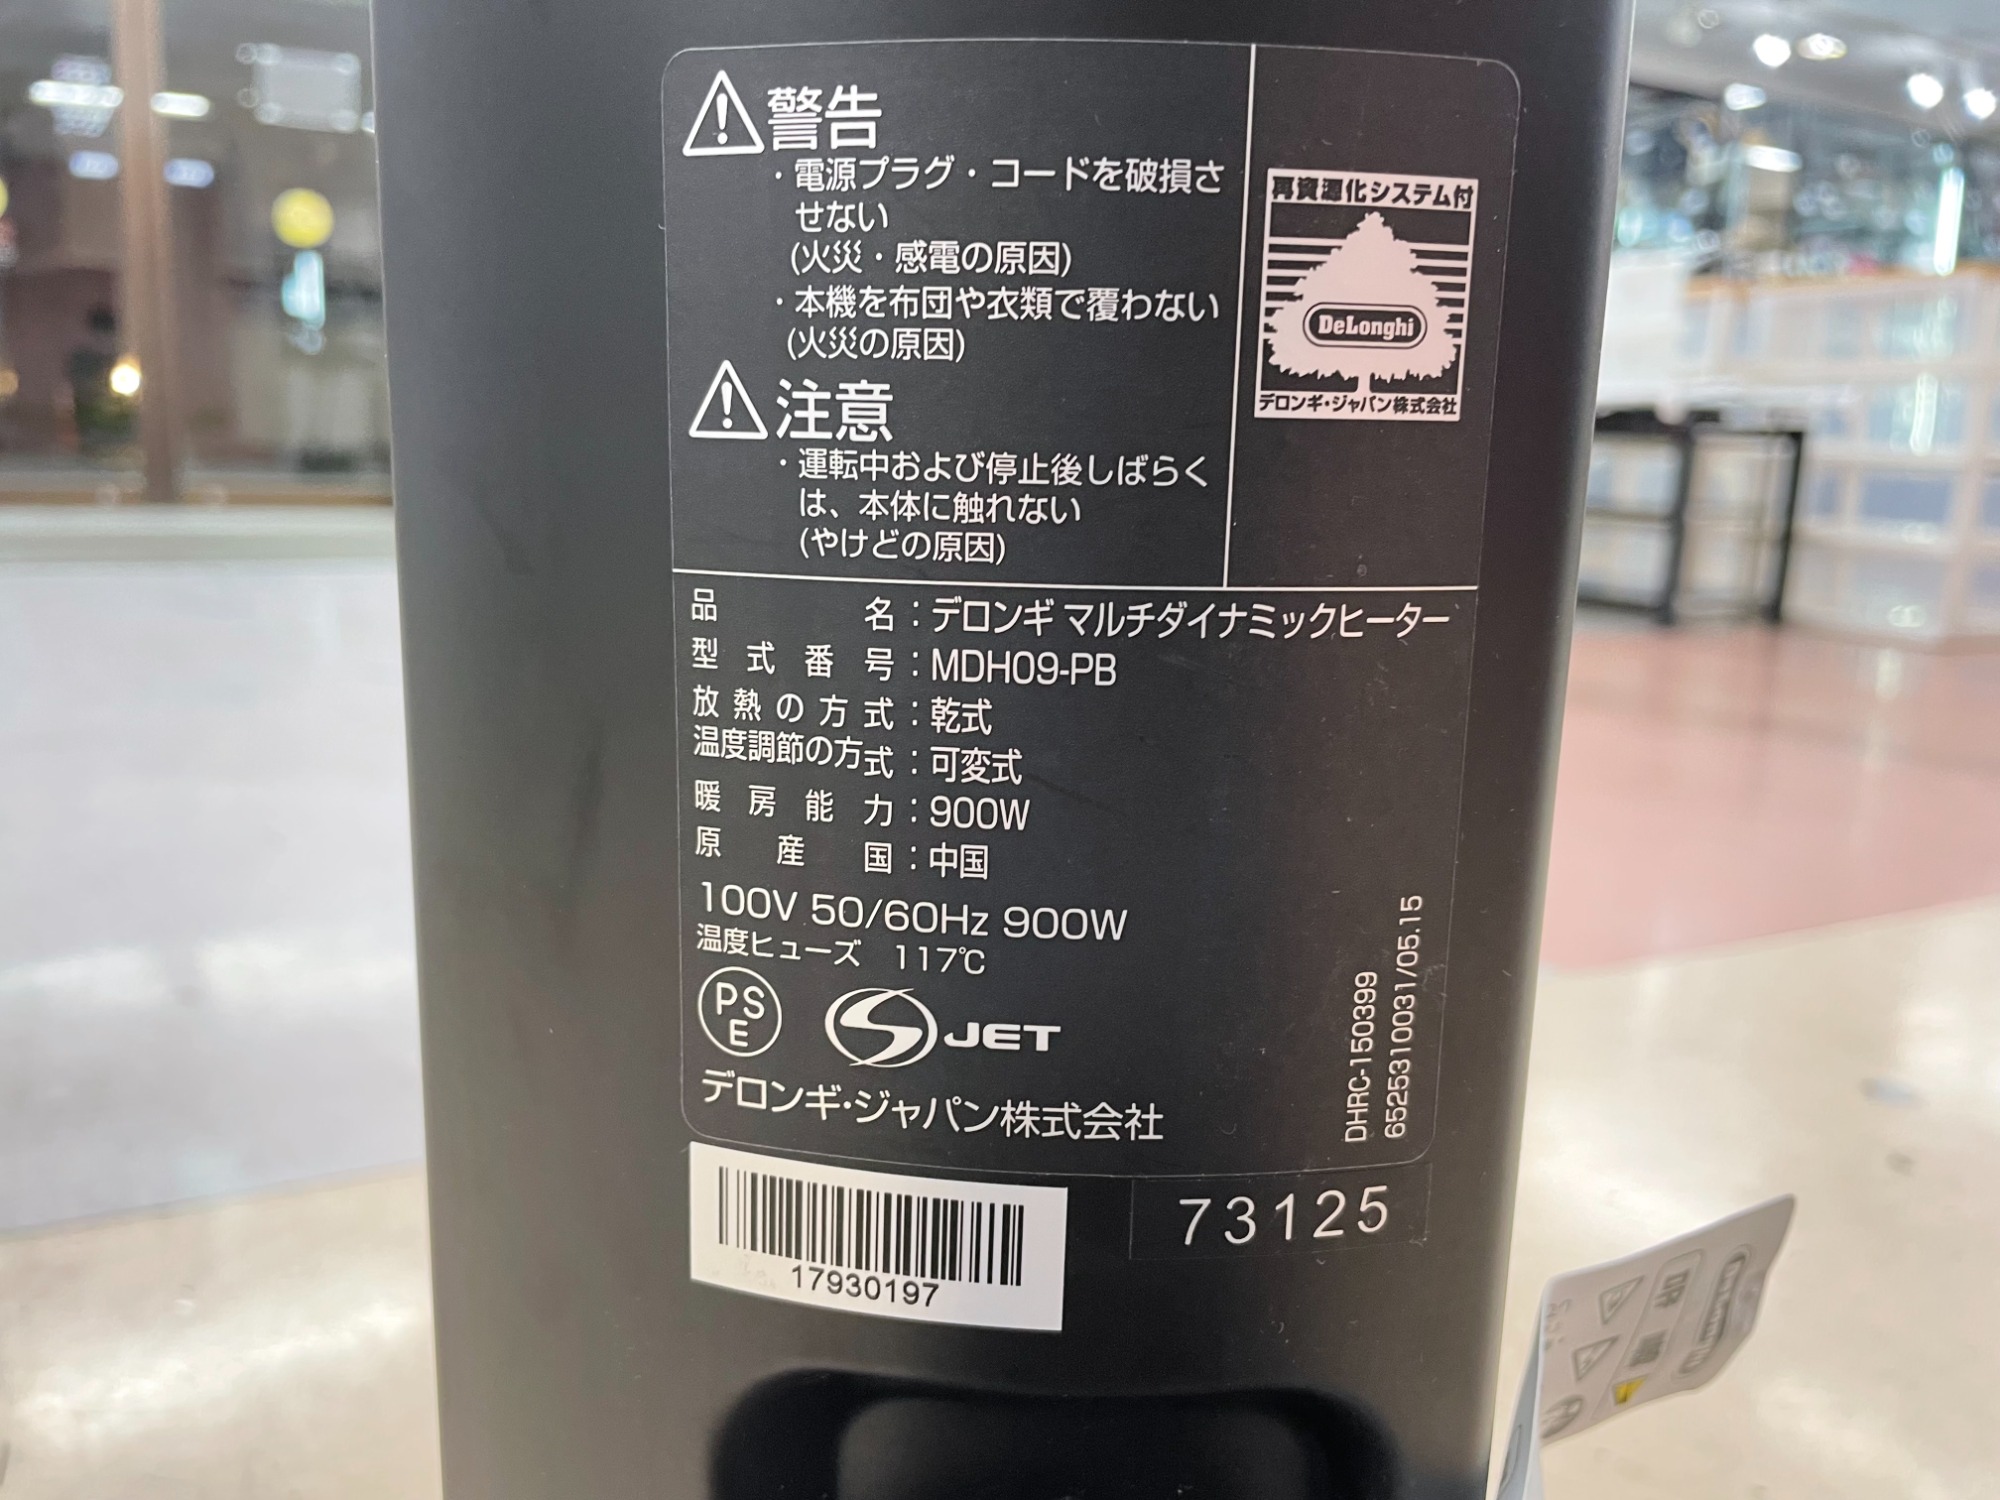 警告
・電源プラグ・コードを破損さ
せない
(火災・感電の原因)
・本機を布団や衣類で覆わない
(火災の原因)
注意
・運転中および停止後しばらく
は、本体に触れない
(やけどの原因)
再資源化システム付
DeLonghi
デロンギ・ジャパン株式会社
品名：デロンギ マルチダイナミックヒーター
型式番号：MDH09-PB
放熱の方式：乾式
温度調節の方式：可変式
暖房能力：900W
原産国：中国
100V 50/60Hz 900W
温度ヒューズ 117℃
PSE
JET
デロンギ・ジャパン株式会社
DHRC-150399
6525310031/05.15
17930197
73125